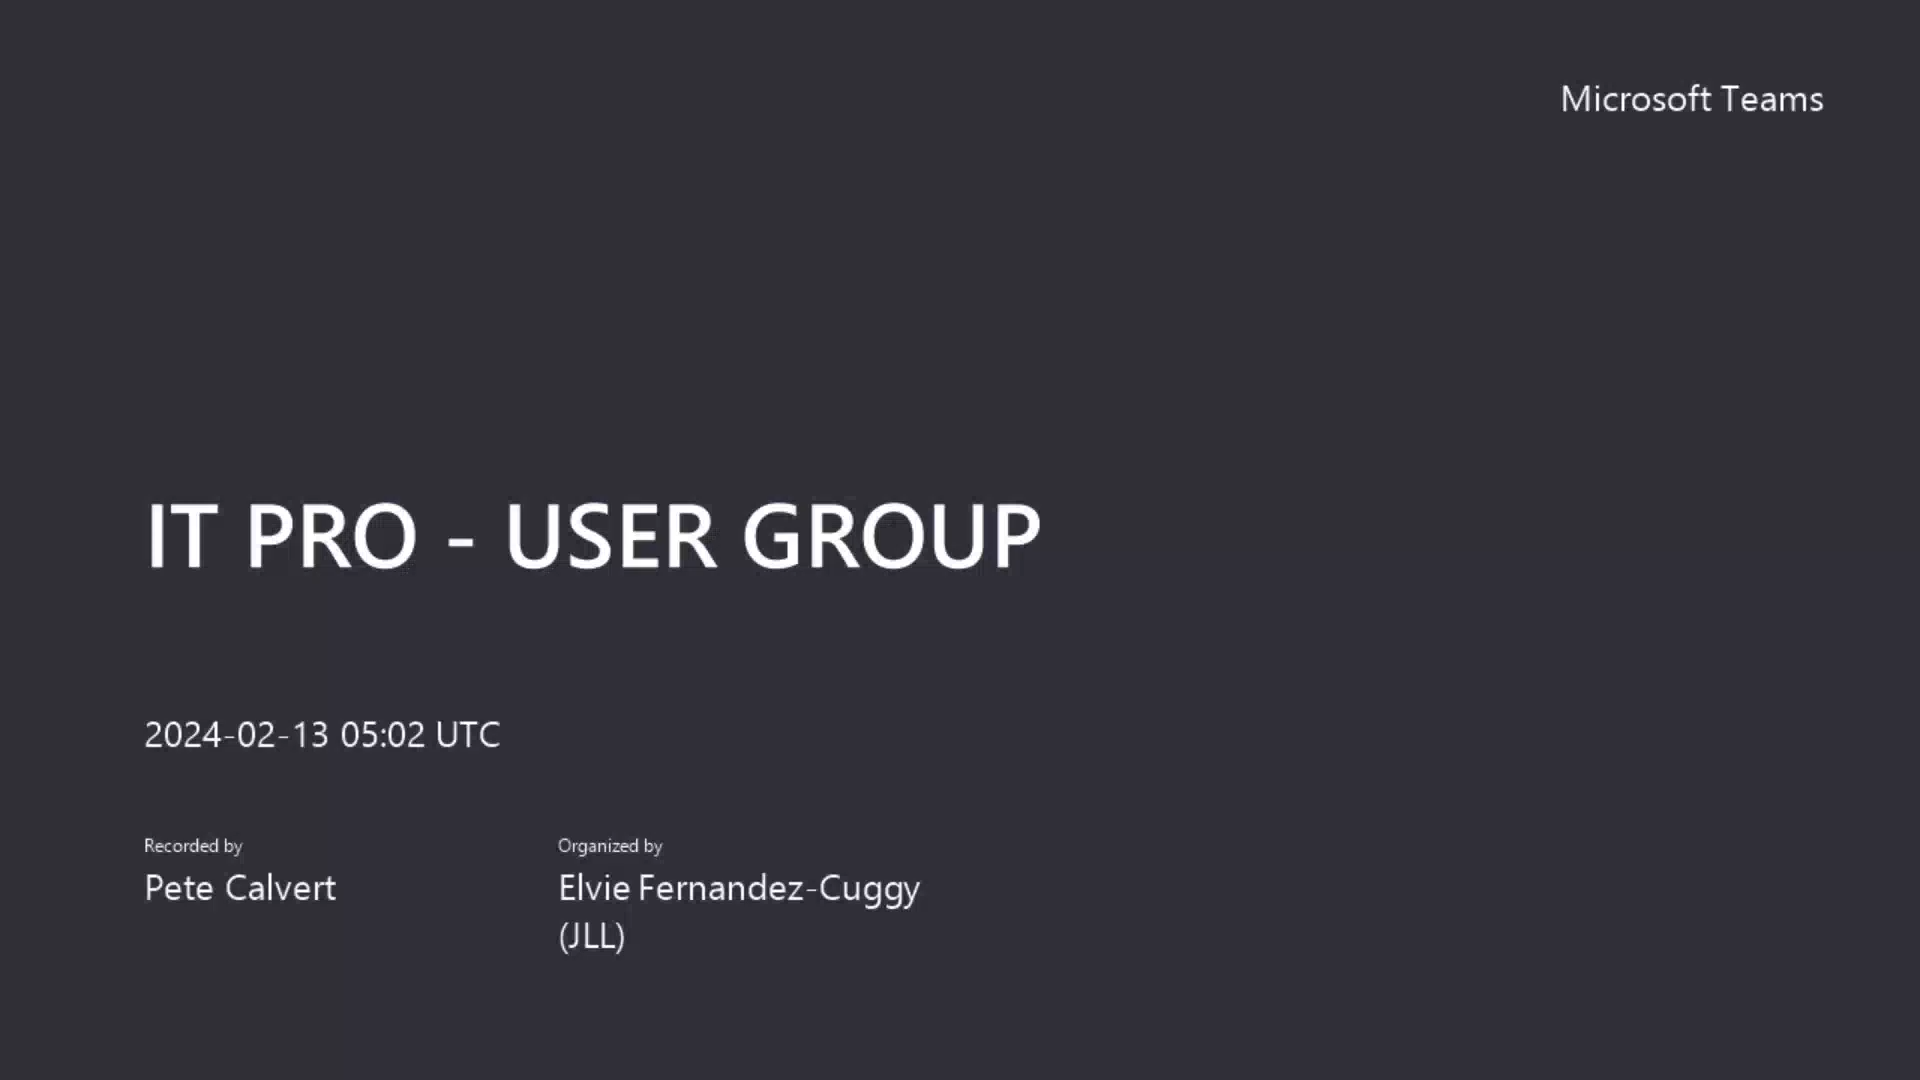 Microsoft Teams
IT PRO - USER GROUP
2024-02-13 05:02 UTC
Recorded by
Pete Calvert
Organized by
Elvie Fernandez-Cuggy
(JLL)